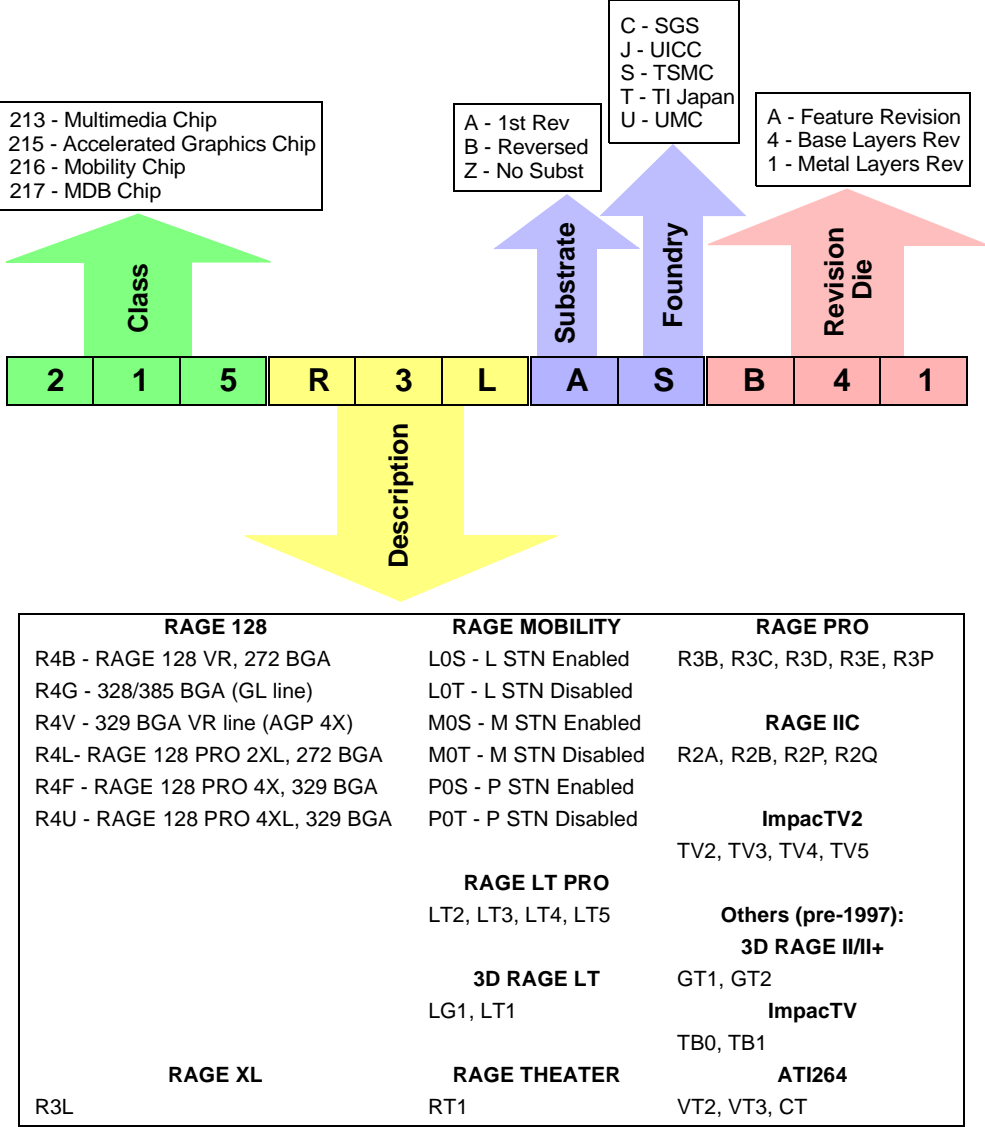 C - SGS
J - UICC
S - TSMC
T - TI Japan
U - UMC
213 - Multimedia Chip
215 - Accelerated Graphics Chip
216 - Mobility Chip
217 - MDB Chip
A - 1st Rev
B - Reversed
Z - No Subst
A - Feature Revision
4 - Base Layers Rev
1 - Metal Layers Rev
Class
Substrate
Foundry
Revision
Die
2 1 5 R 3 L A S B 4 1
Description
RAGE 128
R4B - RAGE 128 VR, 272 BGA
R4G - 328/385 BGA (GL line)
R4V - 329 BGA VR line (AGP 4X)
R4L- RAGE 128 PRO 2XL, 272 BGA
R4F - RAGE 128 PRO 4X, 329 BGA
R4U - RAGE 128 PRO 4XL, 329 BGA
RAGE XL
R3L
RAGE MOBILITY
L0S - L STN Enabled
L0T - L STN Disabled
M0S - M STN Enabled
M0T - M STN Disabled
P0S - P STN Enabled
P0T - P STN Disabled
RAGE LT PRO
LT2, LT3, LT4, LT5
3D RAGE LT
LG1, LT1
RAGE THEATER
RT1
RAGE PRO
R3B, R3C, R3D, R3E, R3P
RAGE IIC
R2A, R2B, R2P, R2Q
ImpacTV2
TV2, TV3, TV4, TV5
Others (pre-1997):
3D RAGE II/II+
GT1, GT2
ImpacTV
TB0, TB1
ATI264
VT2, VT3, CT